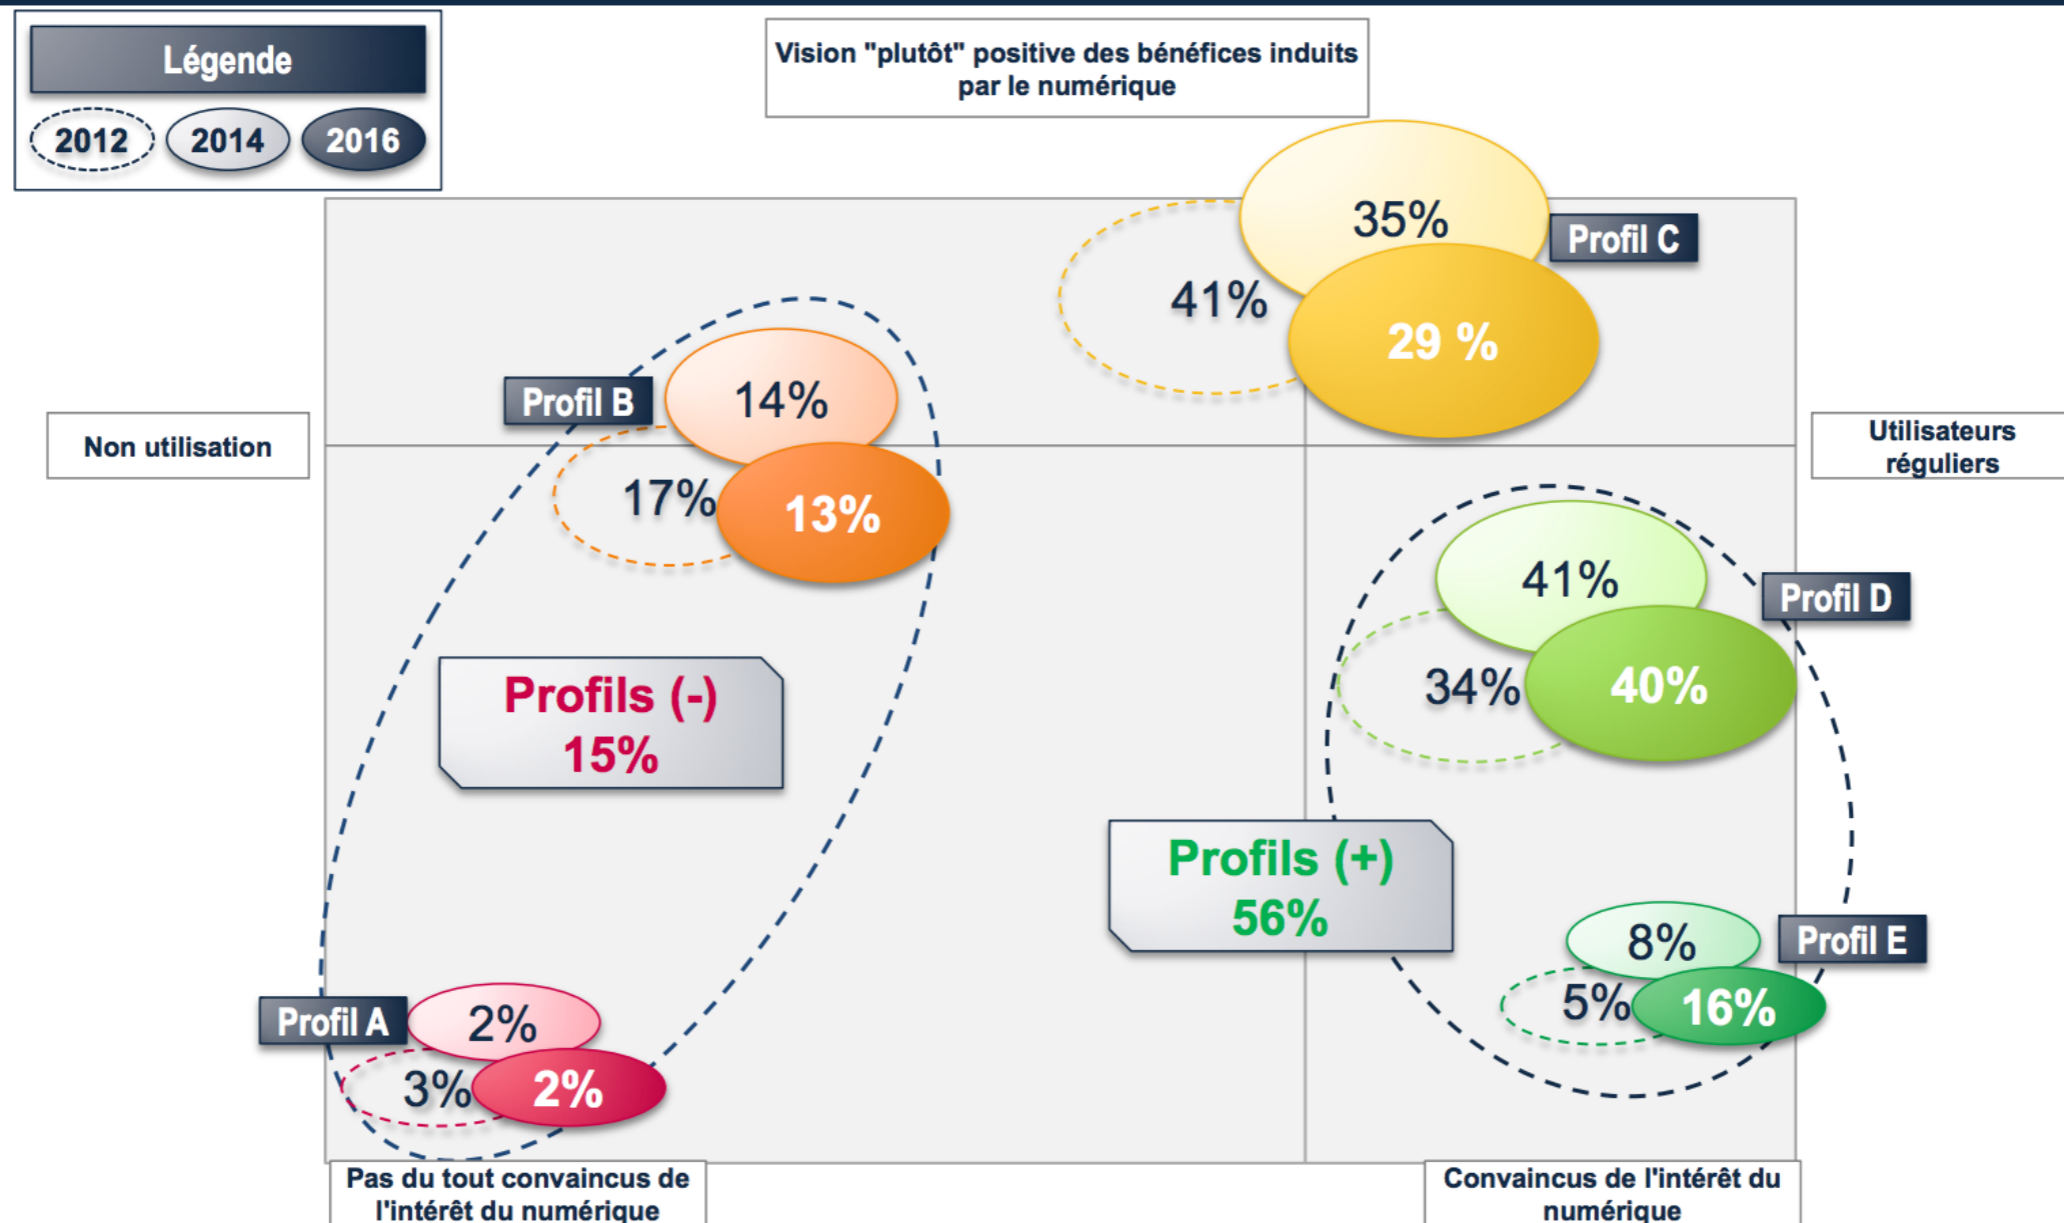 Légende
2012 2014 2016
Vision "plutôt" positive des bénéfices induits
par le numérique
35%
Profil C
41%
29 %
Profil B
14%
17%
13%
Non utilisation
Utilisateurs
réguliers
41%
Profil D
34%
40%
Profils (-)
15%
Profils (+)
56%
8%
Profil E
5%
16%
Profil A
2%
3%
2%
Pas du tout convaincus de
l'intérêt du numérique
Convaincus de l'intérêt du
numérique